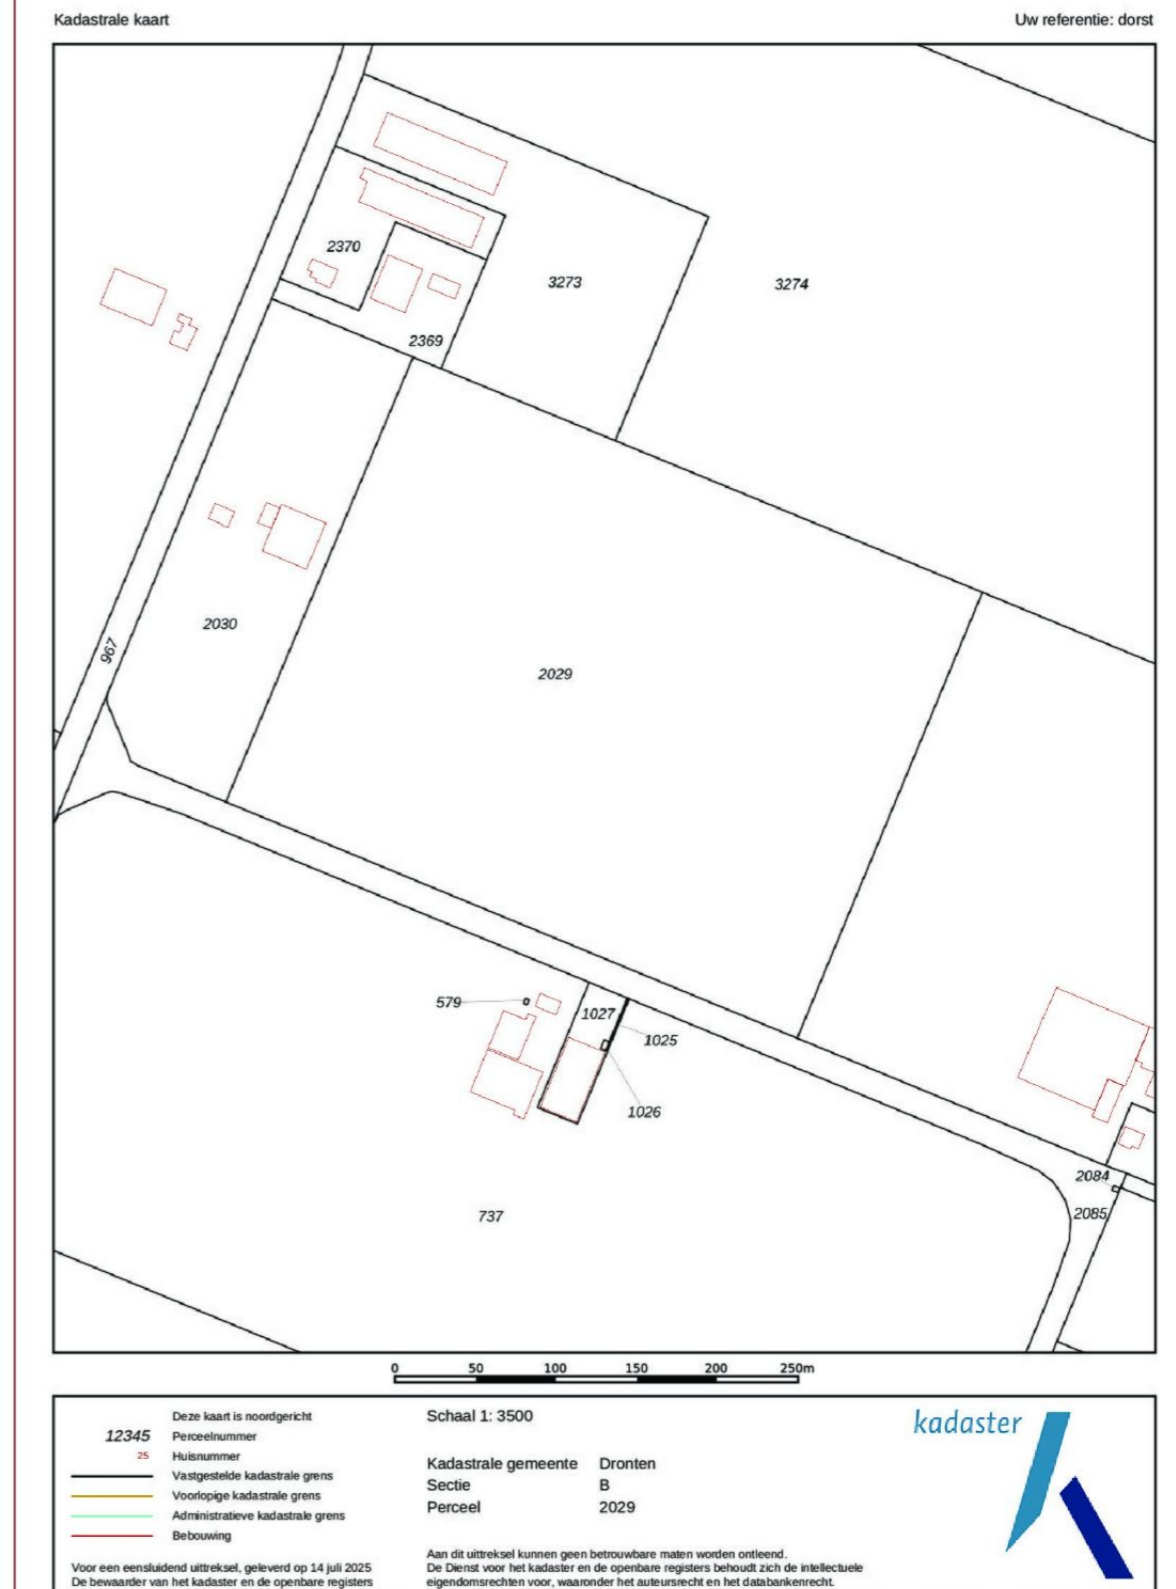 Kadastrale kaart
Uw referentie: dorst
2370
3273
3274
2369
2030
967
2029
579
1027
1025
1026
2084
2085
737
0 50 100 150 200 250m
Deze kaart is noordgericht
12345 Perceelnummer
25 Huisnummer
Vastgestelde kadastrale grens
Voorlopige kadastrale grens
Administratieve kadastrale grens
Bebouwing
Voor een eensluidend uittreksel, geleverd op 14 juli 2025
De bewaarder van het kadaster en de openbare registers
Schaal 1: 3500
Kadastrale gemeente Dronten
Sectie B
Perceel 2029
Aan dit uittreksel kunnen geen betrouwbare maten worden ontleend.
De Dienst voor het kadaster en de openbare registers behoudt zich de intellectuele
eigendomsrechten voor, waaronder het auteursrecht en het databankenrecht.
kadaster